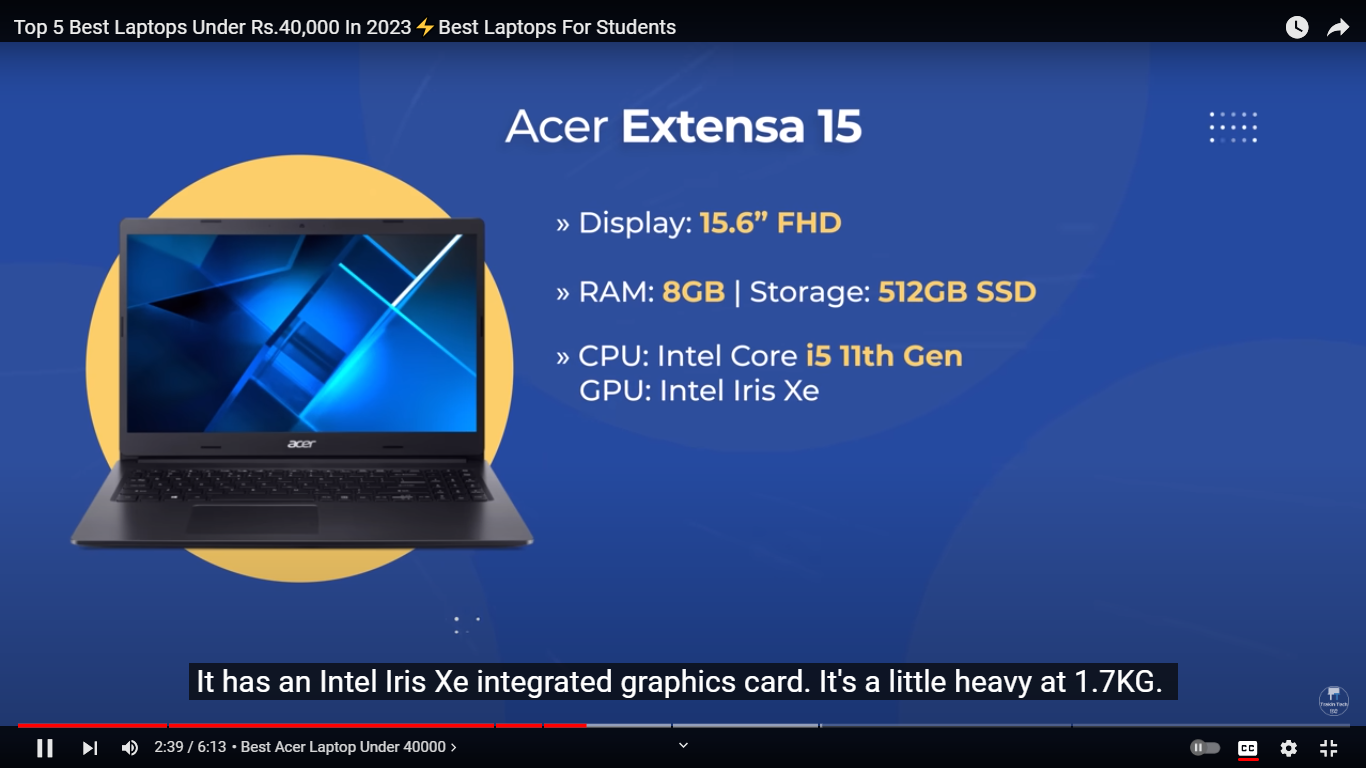 Top 5 Best Laptops Under Rs.40,000 In 2023⚡Best Laptops For Students
Acer Extensa 15
» Display: 15.6” FHD
» RAM: 8GB | Storage: 512GB SSD
» CPU: Intel Core i5 11th Gen
GPU: Intel Iris Xe
acer
It has an Intel Iris Xe integrated graphics card. It's a little heavy at 1.7KG.
Trakin Tech
2:39 / 6:13 • Best Acer Laptop Under 40000 ›
CC